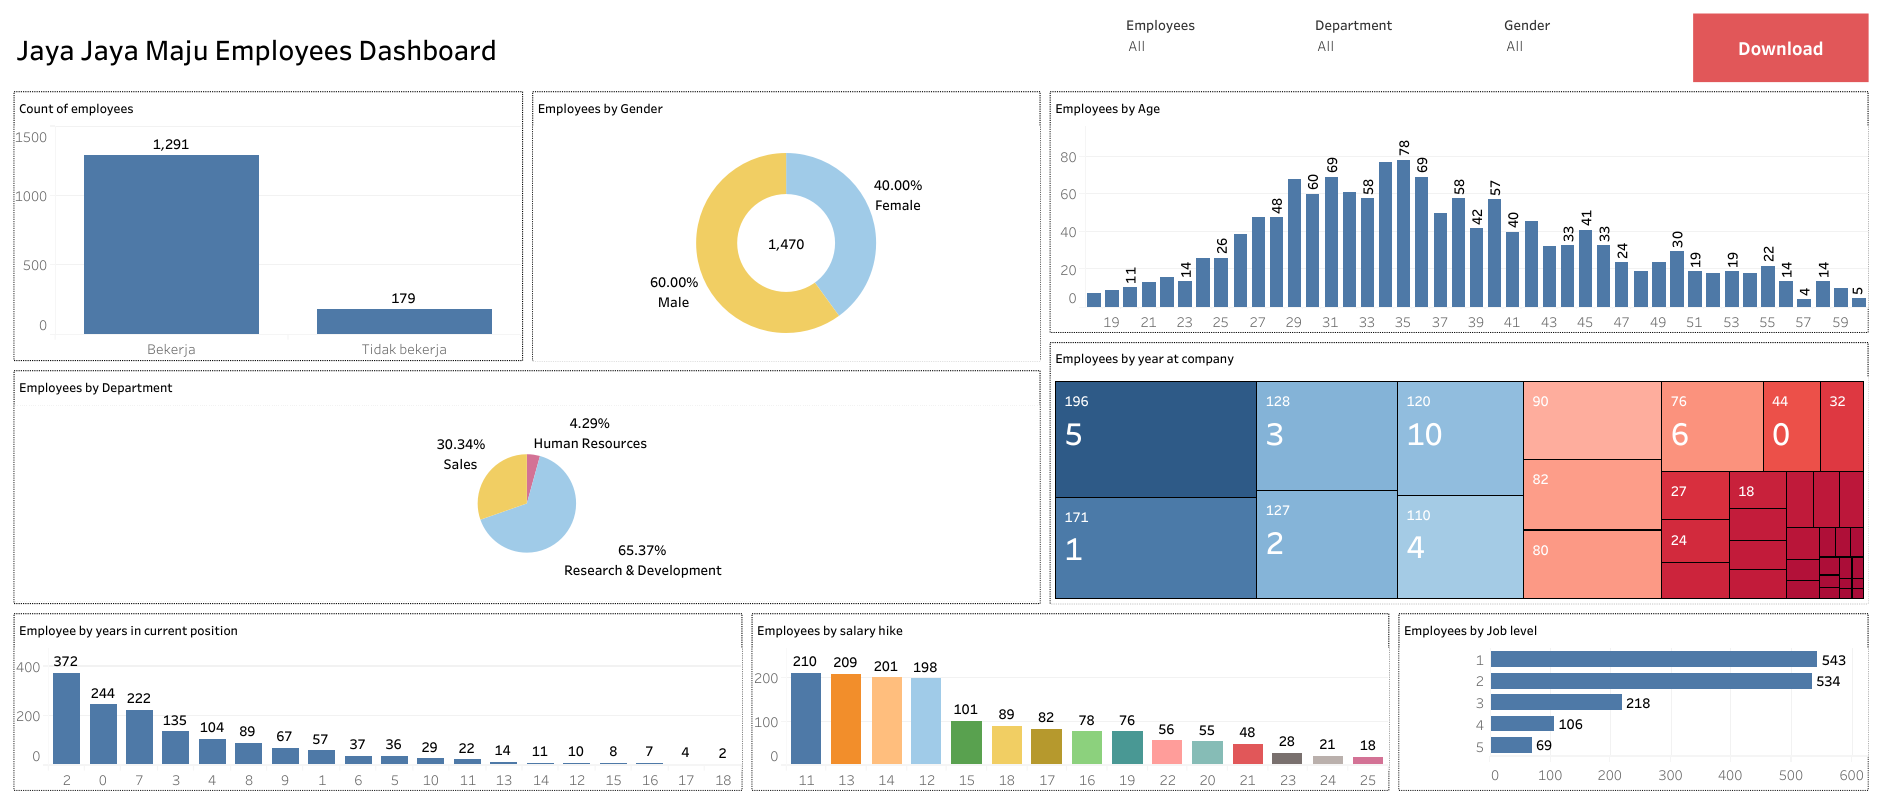 Jaya Jaya Maju Employees Dashboard
Employees
All
Department
All
Gender
All
Download
Count of employees
1500
1000
500
0
1,291
179
Bekerja
Tidak bekerja
Employees by Gender
40.00%
Female
1,470
60.00%
Male
Employees by Age
80
60
40
20
0
11
14
26
48
60
69
58
78
69
58
42
57
40
33
41
33
24
30
19
19
22
14
4
14
5
19 21 23 25 27 29 31 33 35 37 39 41 43 45 47 49 51 53 55 57 59
Employees by Department
4.29%
Human Resources
30.34%
Sales
65.37%
Research & Development
Employees by year at company
196
5
171
1
128
3
127
2
120
10
110
4
90
82
80
76
6
44
0
32
27
24
18
Employee by years in current position
400
200
0
372 244 222 135 104 89 67 57 37 36 29 22 14 11 10 8 7 4 2
2 0 7 3 4 8 9 1 6 5 10 11 13 14 12 15 16 17 18
Employees by salary hike
200
100
0
210 209 201 198 101 89 82 78 76 56 55 48 28 21 18
11 13 14 12 15 18 17 16 19 22 20 21 23 24 25
Employees by Job level
1 543
2 534
3 218
4 106
5 69
0 100 200 300 400 500 600